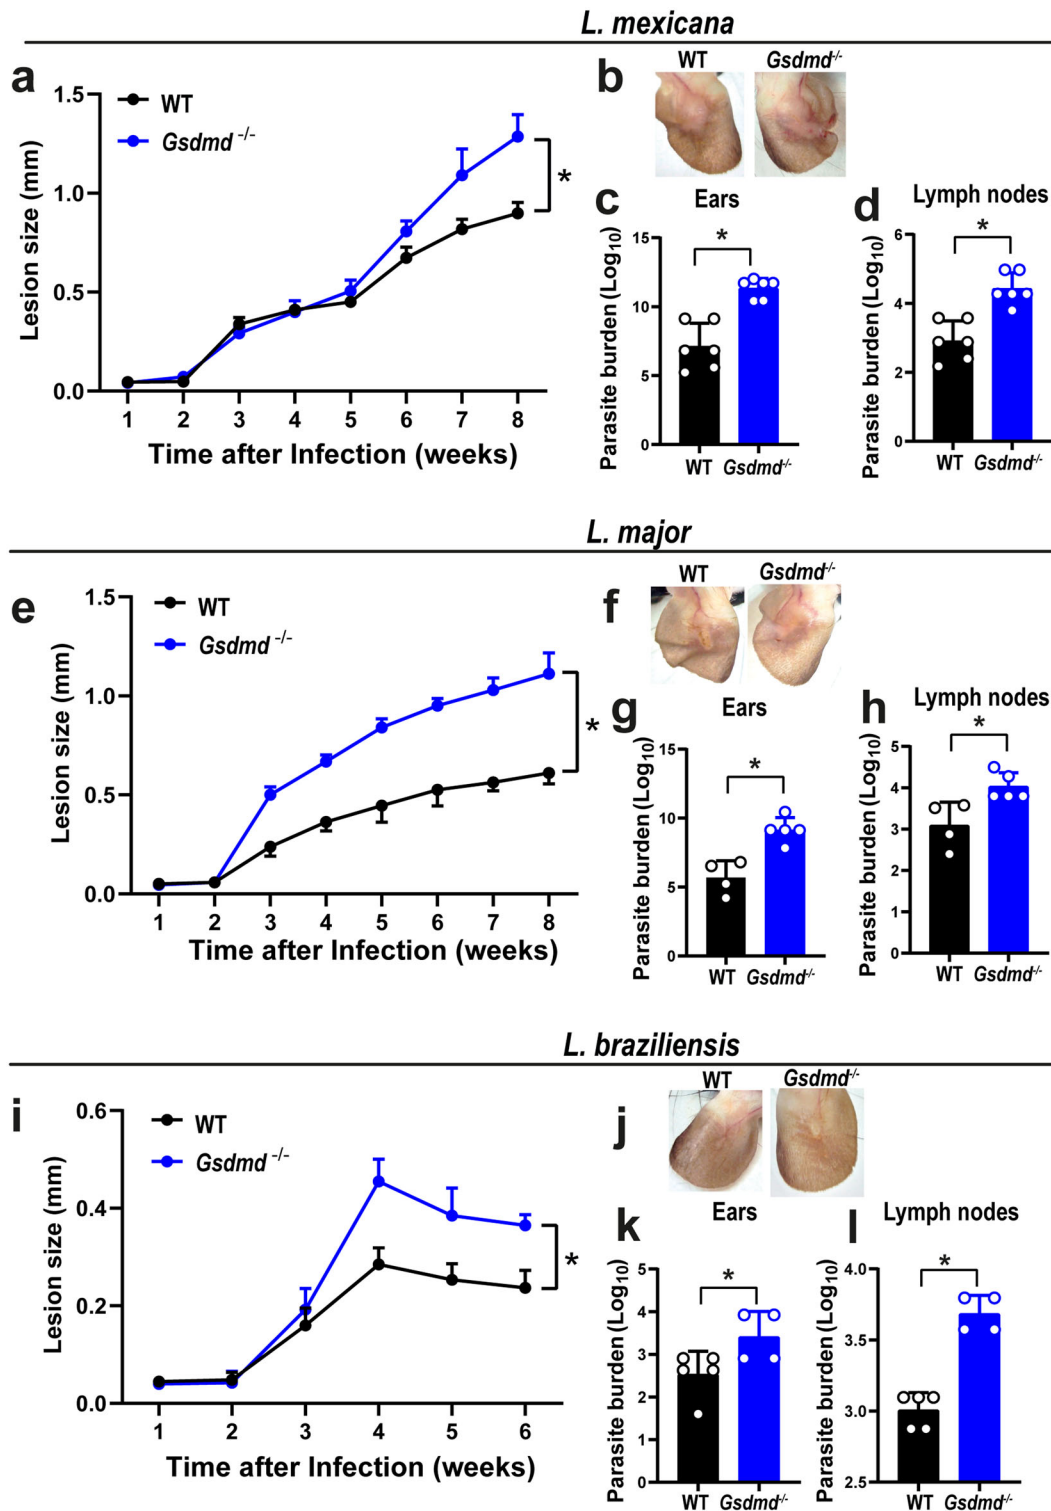 L. mexicana
a
WT
Gsdmd -/-
1.5
1.0
0.5
0.0
Lesion size (mm)
*
1 2 3 4 5 6 7 8
Time after Infection (weeks)
b
WT Gsdmd-/-
c
Ears
Parasite burden (Log10)
15
10
5
0
*
WT Gsdmd-/-
d
Lymph nodes
Parasite burden (Log10)
6
4
2
0
*
WT Gsdmd-/-
L. major
e
WT
Gsdmd -/-
1.5
1.0
0.5
0.0
Lesion size (mm)
*
1 2 3 4 5 6 7 8
Time after Infection (weeks)
f
WT Gsdmd-/-
g
Ears
Parasite burden (Log10)
15
10
5
0
*
WT Gsdmd-/-
h
Lymph nodes
Parasite burden (Log10)
5
4
3
2
1
0
*
WT Gsdmd-/-
L. braziliensis
i
WT
Gsdmd -/-
0.6
0.4
0.2
0.0
Lesion size (mm)
*
1 2 3 4 5 6
Time after Infection (weeks)
j
WT Gsdmd-/-
k
Ears
Parasite burden (Log10)
5
4
3
2
1
0
*
WT Gsdmd-/-
l
Lymph nodes
Parasite burden (Log10)
4.0
3.5
3.0
2.5
*
WT Gsdmd-/-